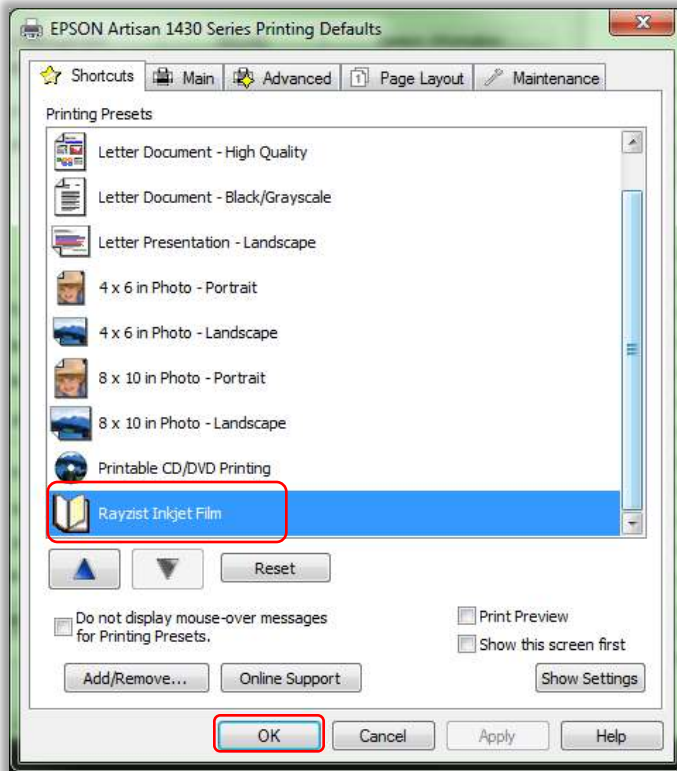 EPSON Artisan 1430 Series Printing Defaults
Shortcuts Main Advanced Page Layout Maintenance
Printing Presets
Letter Document - High Quality
Letter Document - Black/Grayscale
Letter Presentation - Landscape
4 x 6 in Photo - Portrait
4 x 6 in Photo - Landscape
8 x 10 in Photo - Portrait
8 x 10 in Photo - Landscape
Printable CD/DVD Printing
Rayzist Inkjet Film
Reset
Do not display mouse-over messages
for Printing Presets.
Print Preview
Show this screen first
Add/Remove... Online Support Show Settings
OK Cancel Apply Help